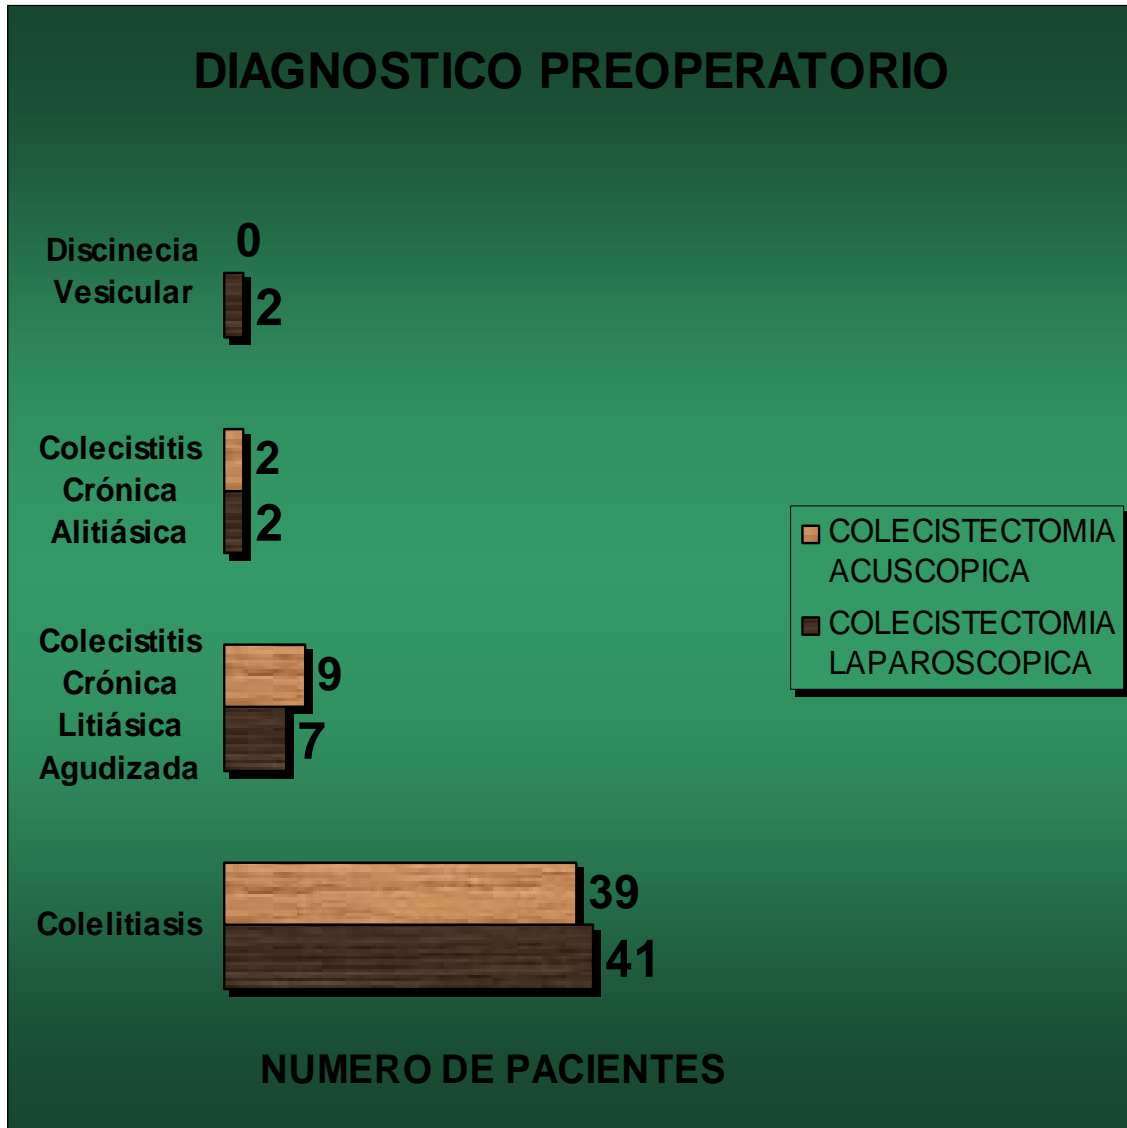 DIAGNOSTICO PREOPERATORIO
Discinecia
Vesicular
0
2
Colecistitis
Crónica
Alitiásica
2
2
Colecistitis
Crónica
Litiásica
Agudizada
9
7
Colelitiasis
39
41
COLECISTECTOMIA
ACUSCOPICA
COLECISTECTOMIA
LAPAROSCOPICA
NUMERO DE PACIENTES